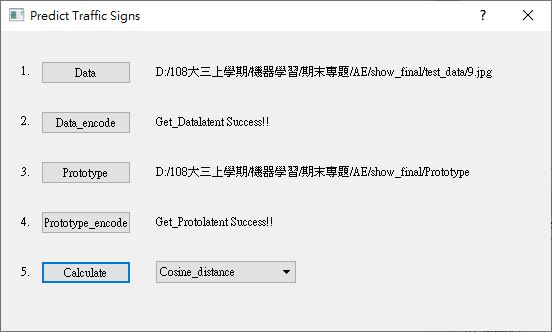 Predict Traffic Signs
1. Data D:/108大三上學期/機器學習/期末專題/AE/show_final/test_data/9.jpg
2. Data_encode Get_Datalatent Success!!
3. Prototype D:/108大三上學期/機器學習/期末專題/AE/show_final/Prototype
4. Prototype_encode Get_Protolatent Success!!
5. Calculate Cosine_distance